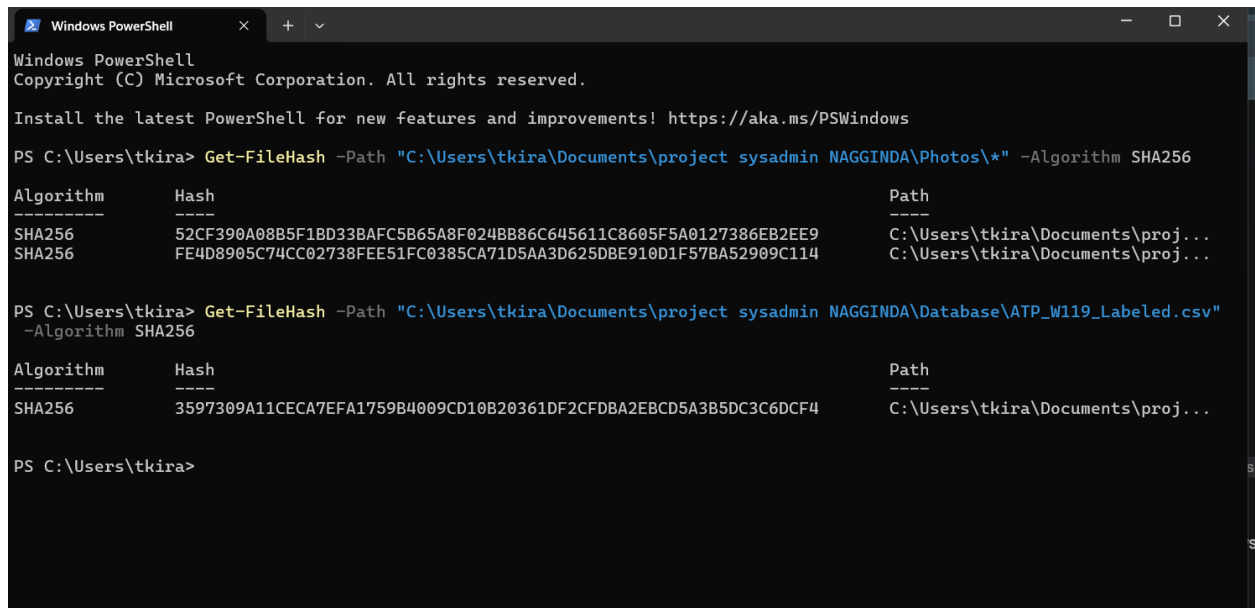 Windows PowerShell
Windows PowerShell
Copyright (C) Microsoft Corporation. All rights reserved.
Install the latest PowerShell for new features and improvements! https://aka.ms/PSWindows
PS C:\Users\tkira> Get-FileHash -Path "C:\Users\tkira\Documents\project sysadmin NAGGINDA\Photos\*" -Algorithm SHA256
Algorithm Hash Path
--------- ---- ----
SHA256 52CF390A08B5F1BD33BAFC5B65A8F024BB86C645611C8605F5A0127386EB2EE9 C:\Users\tkira\Documents\proj...
SHA256 FE4D8905C74CC02738FEE51FC0385CA71D5AA3D625DBE910D1F57BA52909C114 C:\Users\tkira\Documents\proj...
PS C:\Users\tkira> Get-FileHash -Path "C:\Users\tkira\Documents\project sysadmin NAGGINDA\Database\ATP_W119_Labeled.csv"
-Algorithm SHA256
Algorithm Hash Path
--------- ---- ----
SHA256 3597309A11CECA7EFA1759B4009CD10B20361DF2CFDBA2EBCD5A3B5DC3C6DCF4 C:\Users\tkira\Documents\proj...
PS C:\Users\tkira>